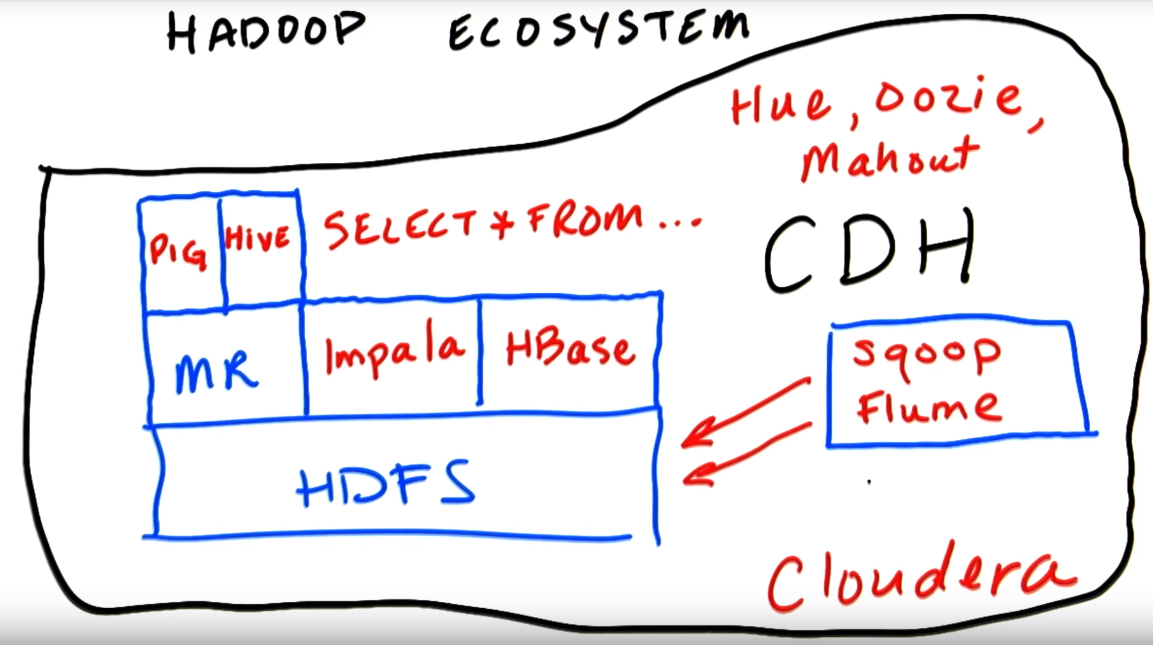 HADOOP ECOSYSTEM
Hue, Oozie,
Mahout
PIG HIVE SELECT * FROM...
CDH
MR Impala HBase
Sqoop
Flume
HDFS
Cloudera